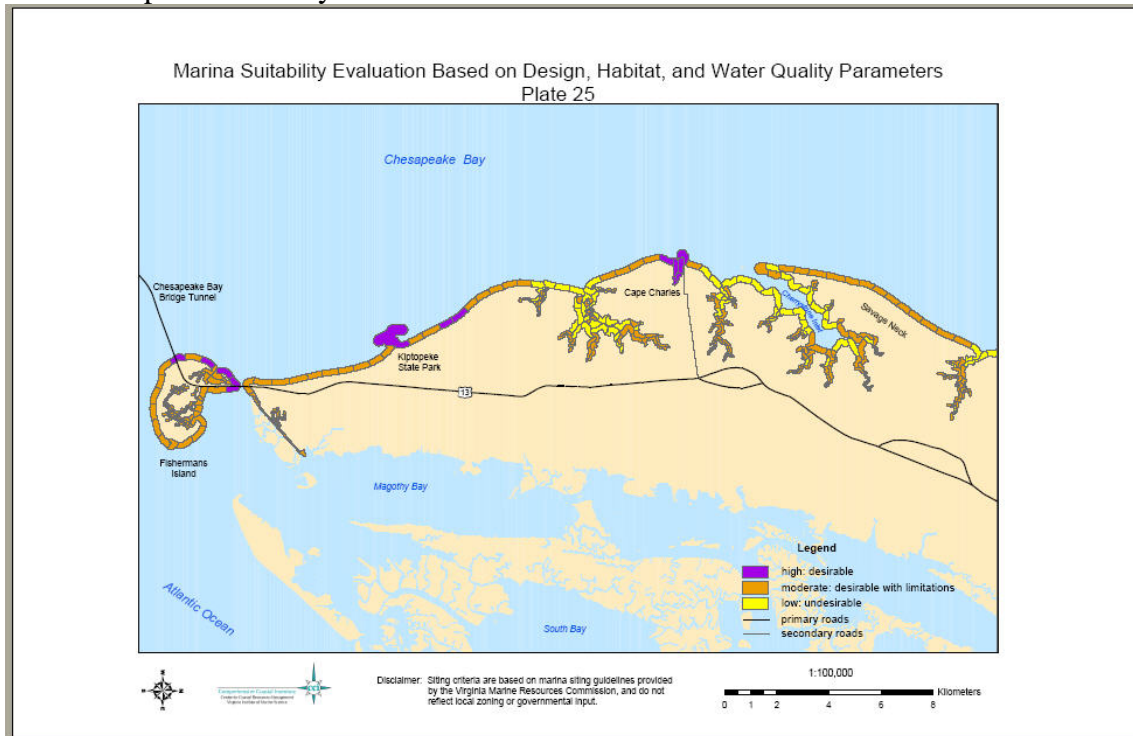 Marina Suitability Evaluation Based on Design, Habitat, and Water Quality Parameters
Plate 25
Chesapeake Bay
Chesapeake Bay
Bridge Tunnel
Cape Charles
Savage Neck
Kiptopeke
State Park
13
Fishermans
Island
Magothy Bay
Atlantic Ocean
South Bay
Legend
high: desirable
moderate: desirable with limitations
low: undesirable
primary roads
secondary roads
Disclaimer: Siting criteria are based on marina siting guidelines provided
by the Virginia Marine Resources Commission, and do not
reflect local zoning or governmental input.
1:100,000
0 1 2 4 6 8 Kilometers